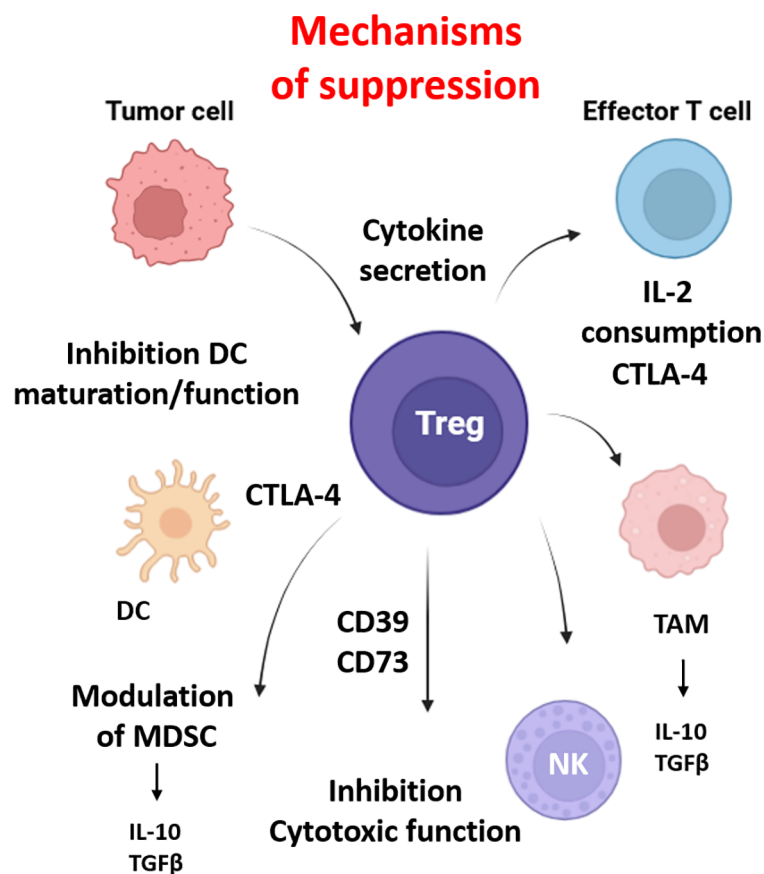 Mechanisms
of suppression
Tumor cell
Effector T cell
Cytokine
secretion
IL-2
consumption
CTLA-4
Inhibition DC
maturation/function
Treg
CTLA-4
DC
TAM
CD39
CD73
Modulation
of MDSC
IL-10
TGFβ
NK
Inhibition
Cytotoxic function
IL-10
TGFβ